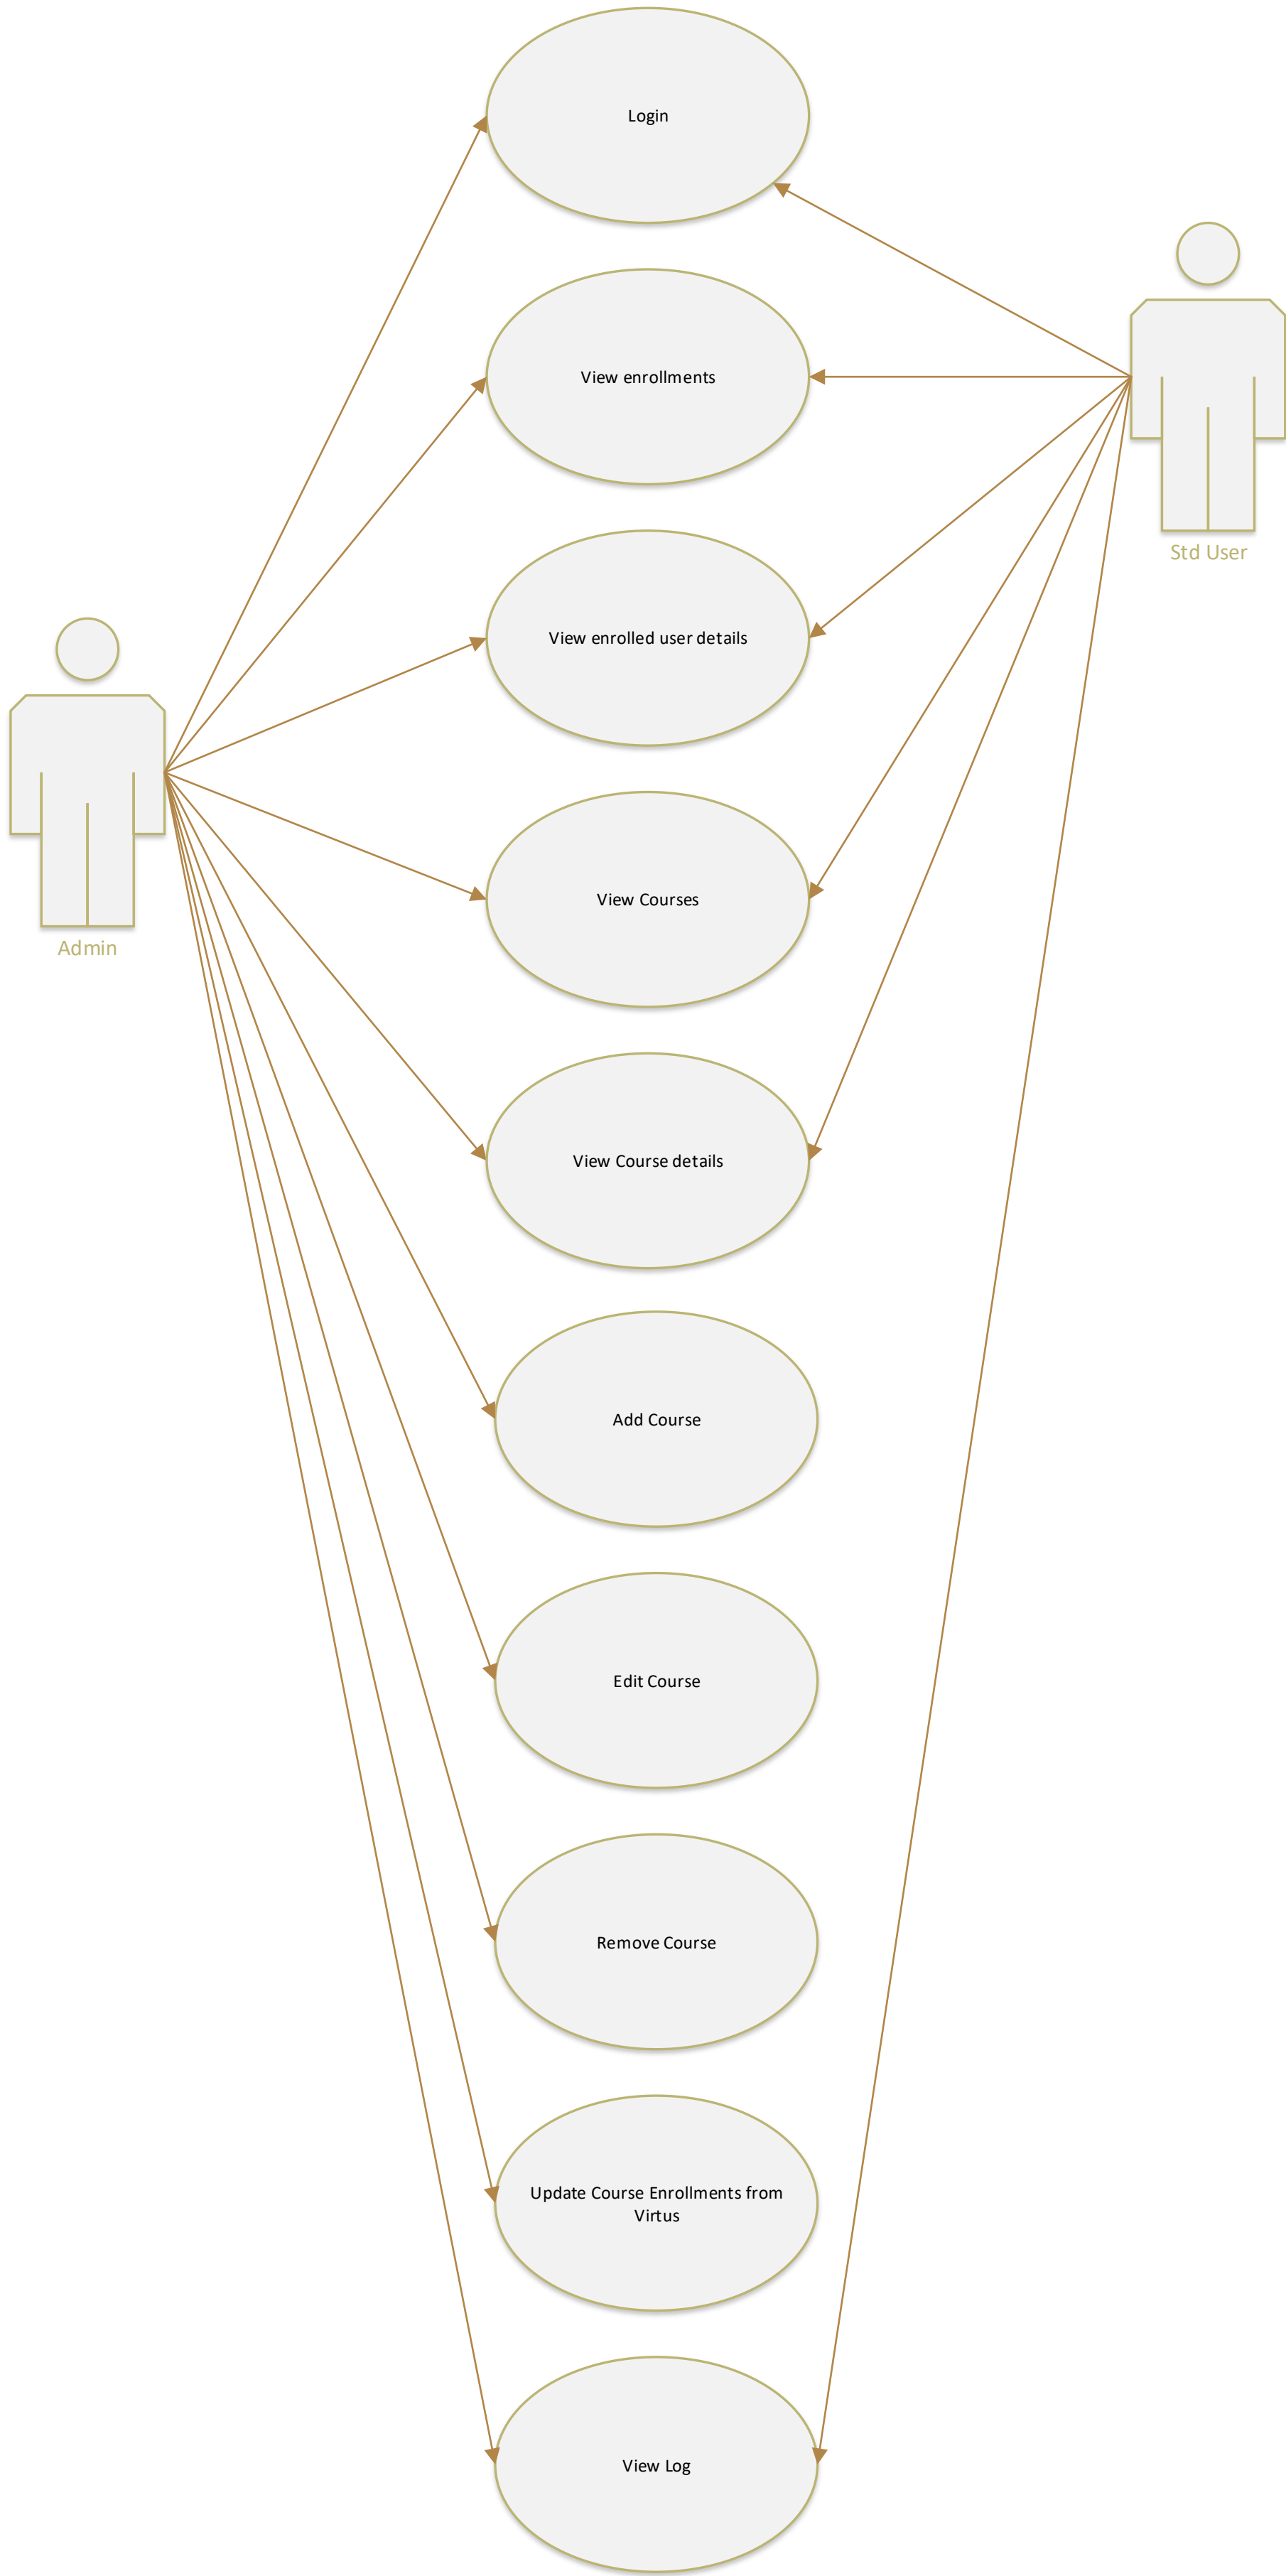 Login
View enrollments
Std User
View enrolled user details
View Courses
Admin
View Course details
Add Course
Edit Course
Remove Course
Update Course Enrollments from
Virtus
View Log